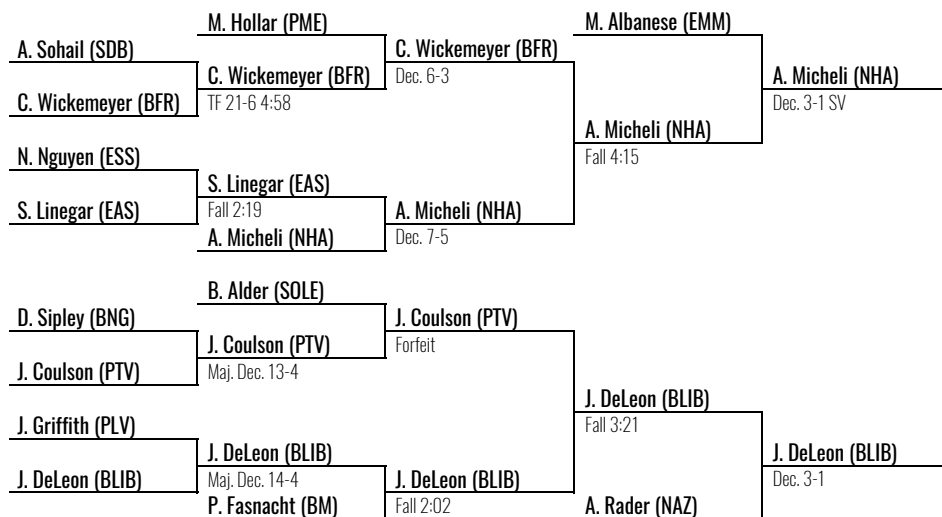 M. Hollar (PME)
M. Albanese (EMM)
A. Sohail (SDB)
C. Wickemeyer (BFR)
C. Wickemeyer (BFR)
Dec. 6-3
A. Micheli (NHA)
C. Wickemeyer (BFR)
TF 21-6 4:58
Dec. 3-1 SV
A. Micheli (NHA)
N. Nguyen (ESS)
Fall 4:15
S. Linegar (EAS)
S. Linegar (EAS)
Fall 2:19
A. Micheli (NHA)
A. Micheli (NHA)
Dec. 7-5
B. Alder (SOLE)
D. Sipley (BNG)
J. Coulson (PTV)
J. Coulson (PTV)
Forfeit
J. Coulson (PTV)
Maj. Dec. 13-4
J. DeLeon (BLIB)
J. Griffith (PLV)
Fall 3:21
J. DeLeon (BLIB)
J. DeLeon (BLIB)
J. DeLeon (BLIB)
Maj. Dec. 14-4
J. DeLeon (BLIB)
Dec. 3-1
P. Fasnacht (BM)
Fall 2:02
A. Rader (NAZ)